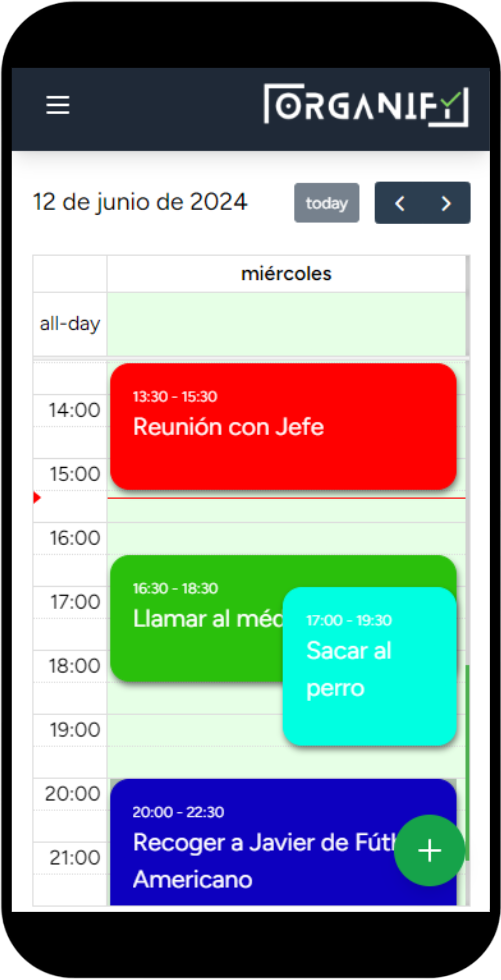 ORGANIFY
12 de junio de 2024
today
miércoles
all-day
13:30 - 15:30
14:00
Reunión con Jefe
15:00
16:00
16:30 - 18:30
17:00
Llamar al
17:00 - 19:30
Sacar al
perro
18:00
19:00
20:00
20:00 - 22:30
Recoger a Javier de
21:00
Americano